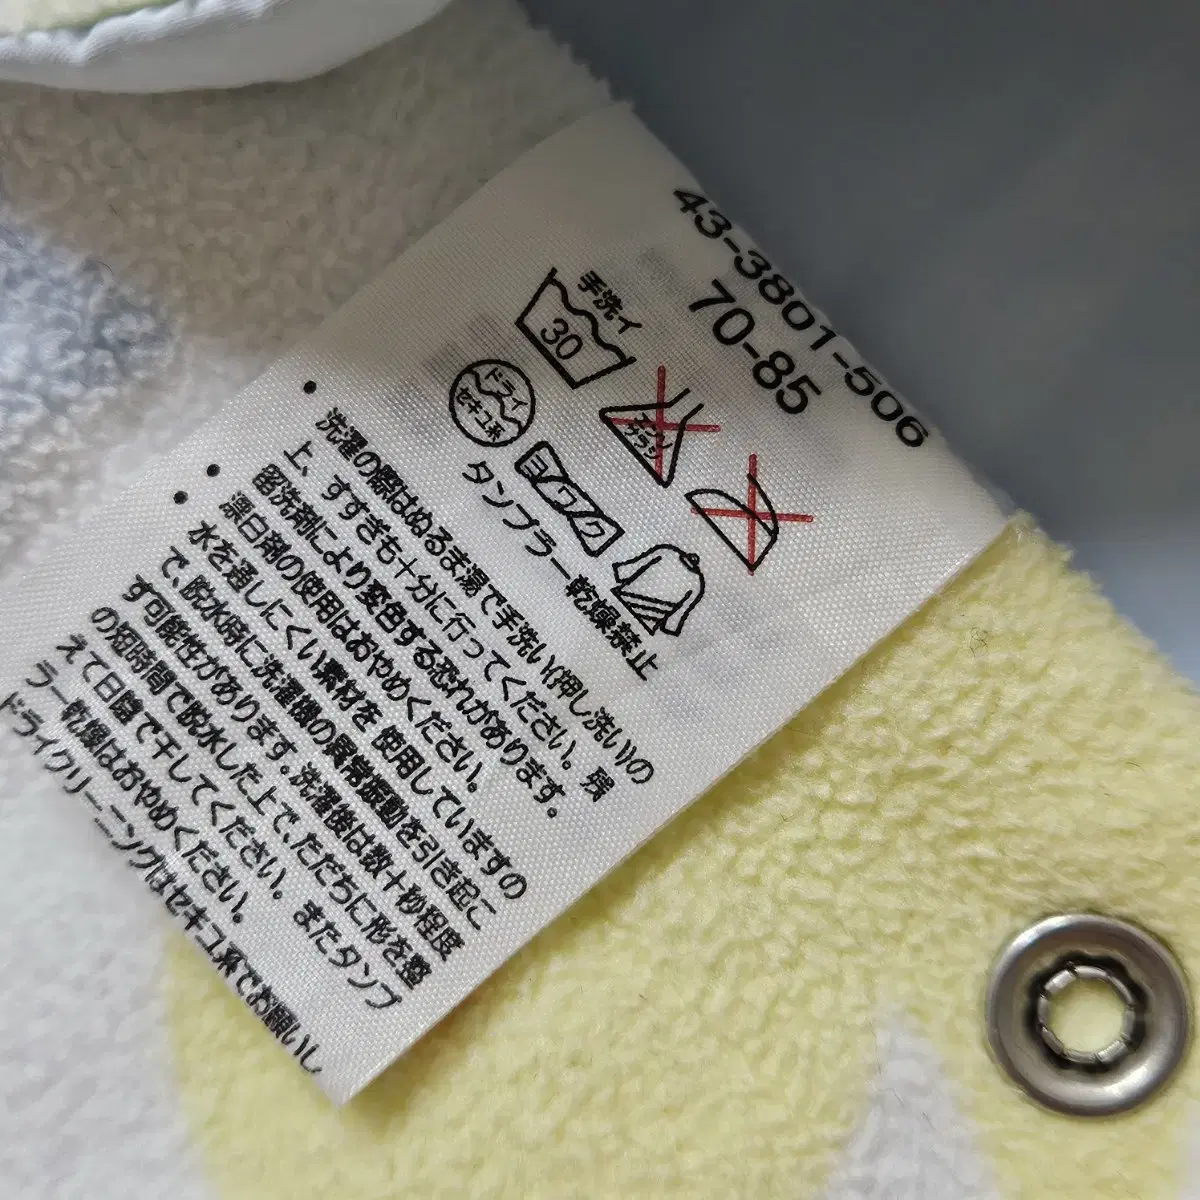 43-3801-506
70-85
手洗イ
30
エンソ
サラシ
ドライ
セキユ系
ヨワク
タンブラー乾燥禁止
・洗濯の際はぬるま湯で手洗い(押し洗い)の
上、すすぎも十分に行ってください。残
留洗剤により変色する恐れがあります。
・漂白剤の使用はおやめください。
・水を通しにくい素材を使用していますの
で、脱水時に洗濯機の異常振動を引き起こ
す可能性があります。洗濯後は数十秒程度
の短時間で脱水した上で、ただちに形を整
えて日陰で干してください。またタンブ
ラー乾燥はおやめください。
ドライクリーニングはセキユ系でお願いし